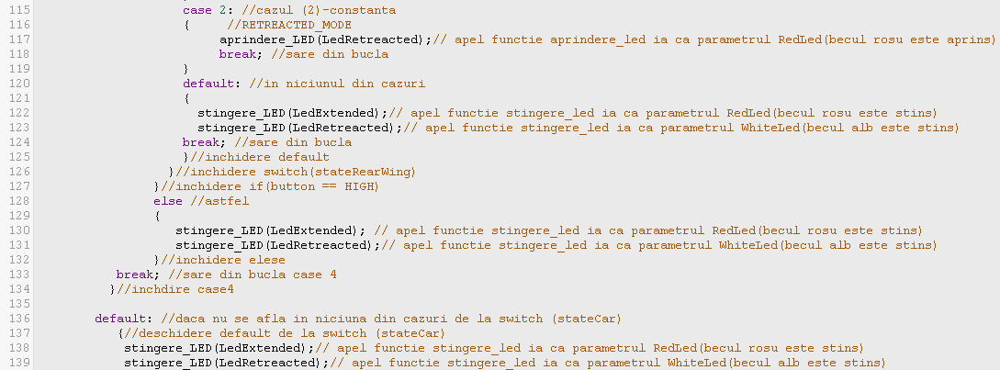 115 case 2: //cazul (2)-constanta
116 { //RETREACTED_MODE
117 aprindere_LED(LedRetreacted);// apel functie aprindere_led ia ca parametrul RedLed(becul rosu este aprins)
118 break; //sare din bucla
119 }
120 default: //in niciunul din cazuri
121 {
122 stingere_LED(LedExtended);// apel functie stingere_led ia ca parametrul RedLed(becul rosu este stins)
123 stingere_LED(LedRetreacted);// apel functie stingere_led ia ca parametrul WhiteLed(becul alb este stins)
124 break; //sare din bucla
125 }//inchidere default
126 }//inchidere switch(stateRearWing)
127 }//inchidere if(button == HIGH)
128 else //astfel
129 {
130 stingere_LED(LedExtended); // apel functie stingere_led ia ca parametrul RedLed(becul rosu este stins)
131 stingere_LED(LedRetreacted);// apel functie stingere_led ia ca parametrul WhiteLed(becul alb este stins)
132 }//inchidere elese
133 break; //sare din bucla case 4
134 }//inchdire case4
135
136 default: //daca nu se afla in niciuna din cazuri de la switch (stateCar)
137 {//deschidere default de la switch (stateCar)
138 stingere_LED(LedExtended);// apel functie stingere_led ia ca parametrul RedLed(becul rosu este stins)
139 stingere_LED(LedRetreacted);// apel functie stingere_led ia ca parametrul WhiteLed(becul alb este stins)